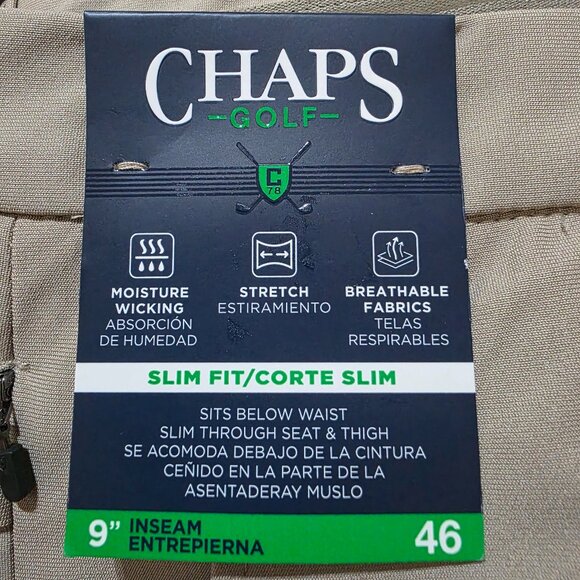 CHAPS
GOLF
C
78
MOISTURE WICKING
ABSORCIÓN DE HUMEDAD
STRETCH
ESTIRAMIENTO
BREATHABLE FABRICS
TELAS RESPIRABLES
SLIM FIT/CORTE SLIM
SITS BELOW WAIST
SLIM THROUGH SEAT & THIGH
SE ACOMODA DEBAJO DE LA CINTURA
CEÑIDO EN LA PARTE DE LA
ASENTADERAY MUSLO
9" INSEAM
ENTREPIERNA
46